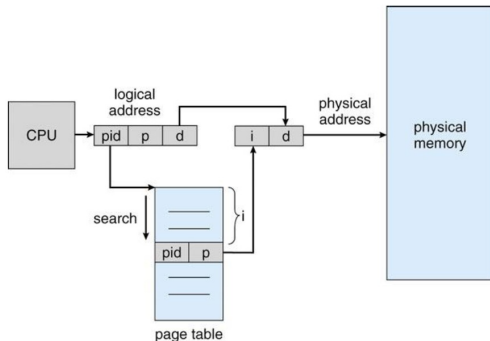 logical
address
physical
address
CPU
pid p d
i d
physical
memory
search
i
pid p
page table